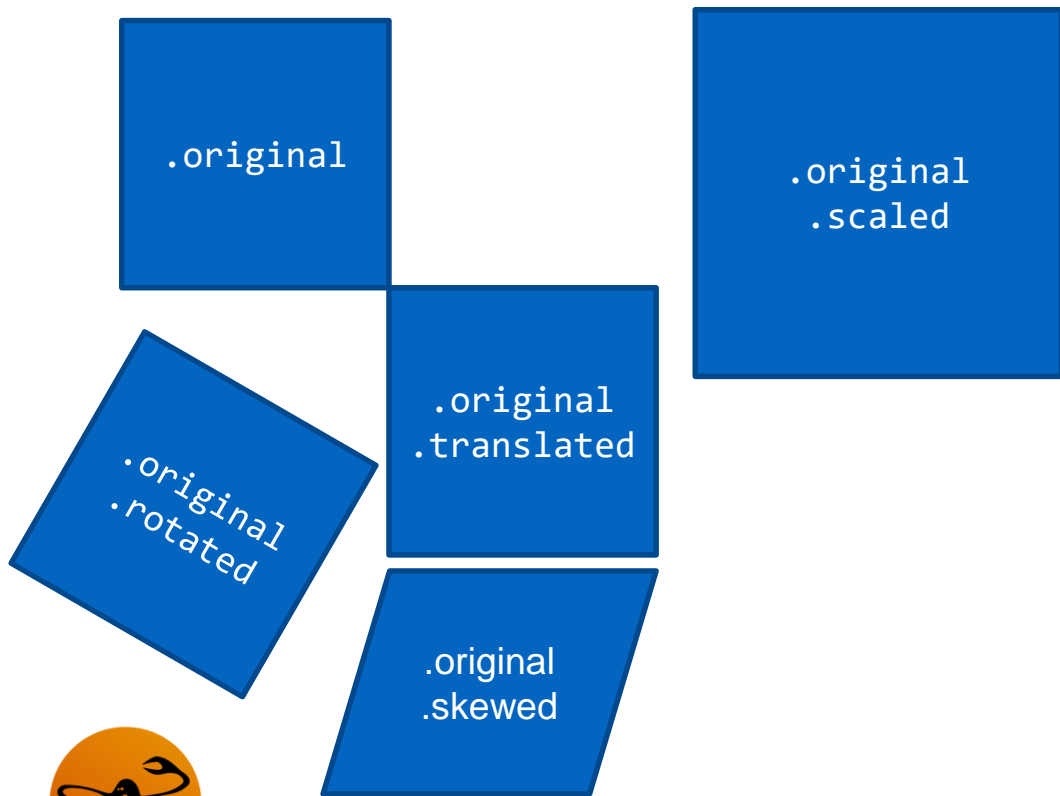 .original
.original
.scaled
.original
.translated
.original
.rotated
.original
.skewed